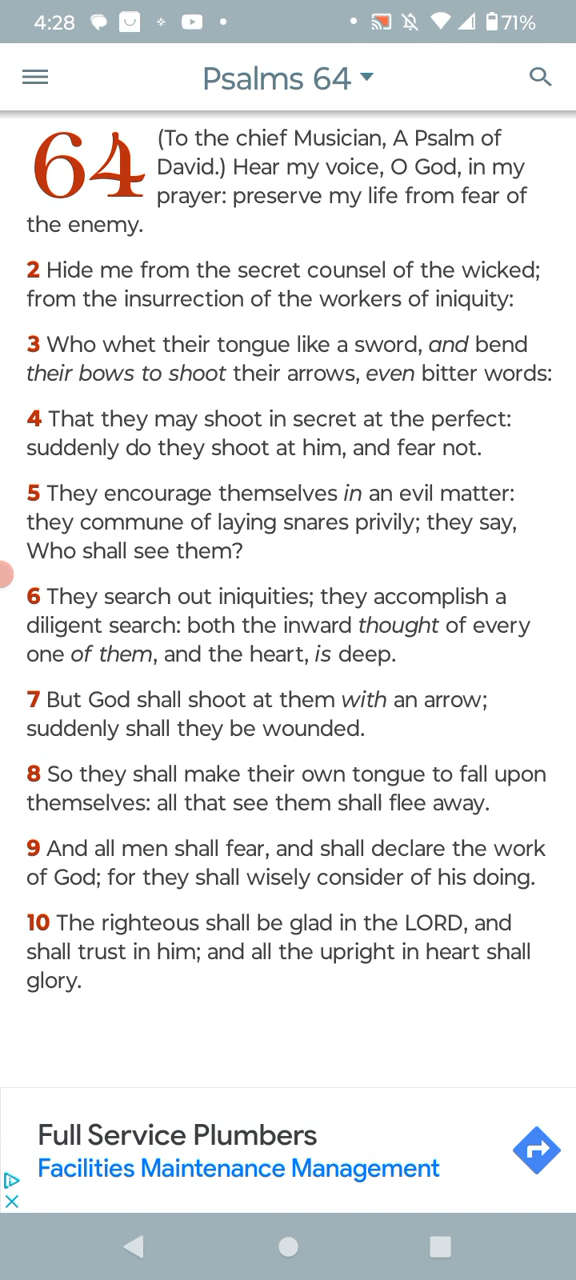 4:28
71%
Psalms 64
64 (To the chief Musician, A Psalm of
David.) Hear my voice, O God, in my
prayer: preserve my life from fear of
the enemy.
2 Hide me from the secret counsel of the wicked;
from the insurrection of the workers of iniquity:
3 Who whet their tongue like a sword, and bend
their bows to shoot their arrows, even bitter words:
4 That they may shoot in secret at the perfect:
suddenly do they shoot at him, and fear not.
5 They encourage themselves in an evil matter:
they commune of laying snares privily; they say,
Who shall see them?
6 They search out iniquities; they accomplish a
diligent search: both the inward thought of every
one of them, and the heart, is deep.
7 But God shall shoot at them with an arrow;
suddenly shall they be wounded.
8 So they shall make their own tongue to fall upon
themselves: all that see them shall flee away.
9 And all men shall fear, and shall declare the work
of God; for they shall wisely consider of his doing.
10 The righteous shall be glad in the LORD, and
shall trust in him; and all the upright in heart shall
glory.
Full Service Plumbers
Facilities Maintenance Management